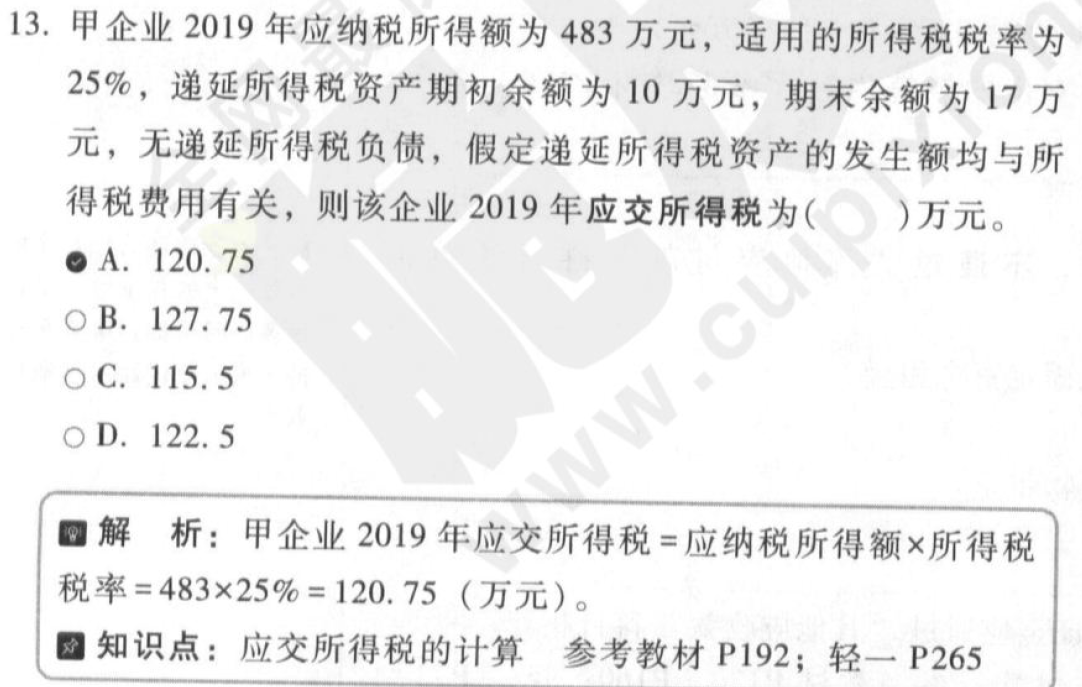 13. 甲企业 2019 年应纳税所得额为 483 万元，适用的所得税税率为
25%，递延所得税资产期初余额为 10 万元，期末余额为 17 万
元，无递延所得税负债，假定递延所得税资产的发生额均与所
得税费用有关，则该企业 2019 年应交所得税为(　　)万元。
A. 120.75
B. 127.75
C. 115.5
D. 122.5
解　析：甲企业 2019 年应交所得税=应纳税所得额×所得税
税率=483×25%=120.75（万元）。
知识点：应交所得税的计算　参考教材 P192；轻一 P265